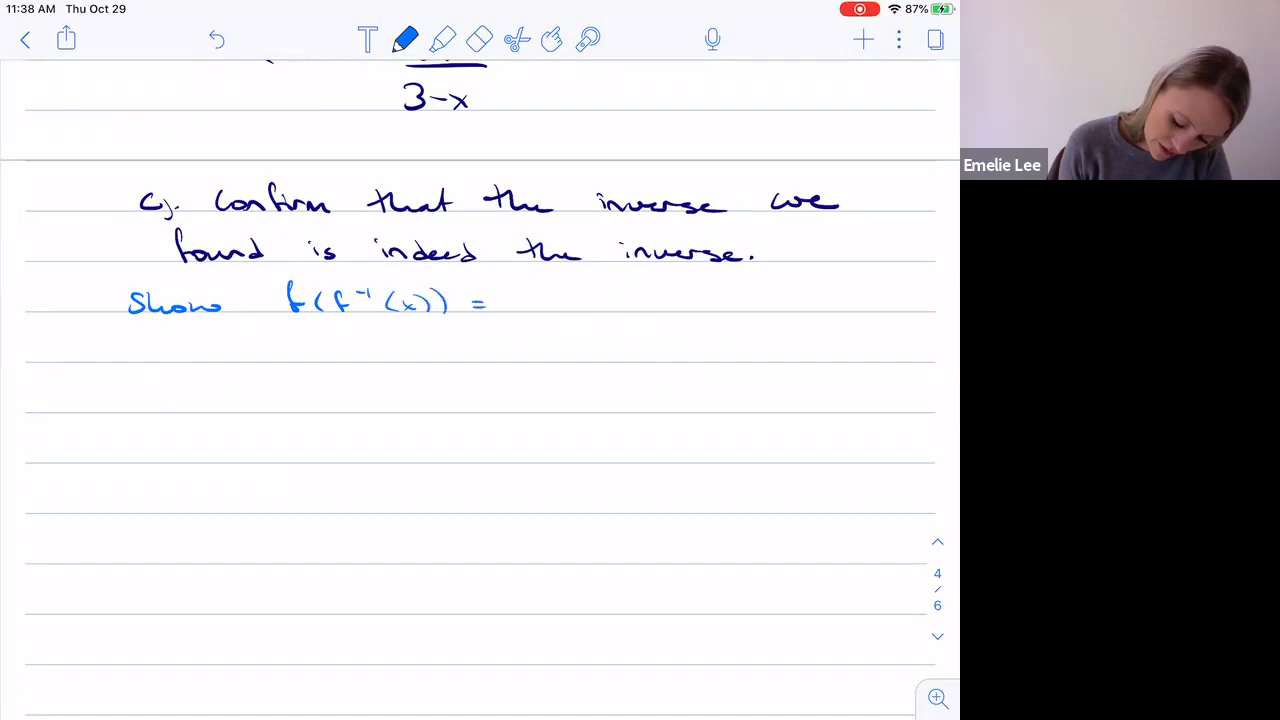 11:38 AM Thu Oct 29
87%
3-x
c). Confirm that the inverse we
found is indeed the inverse.
Show f(f⁻¹(x)) =
4
/
6
Emelie Lee